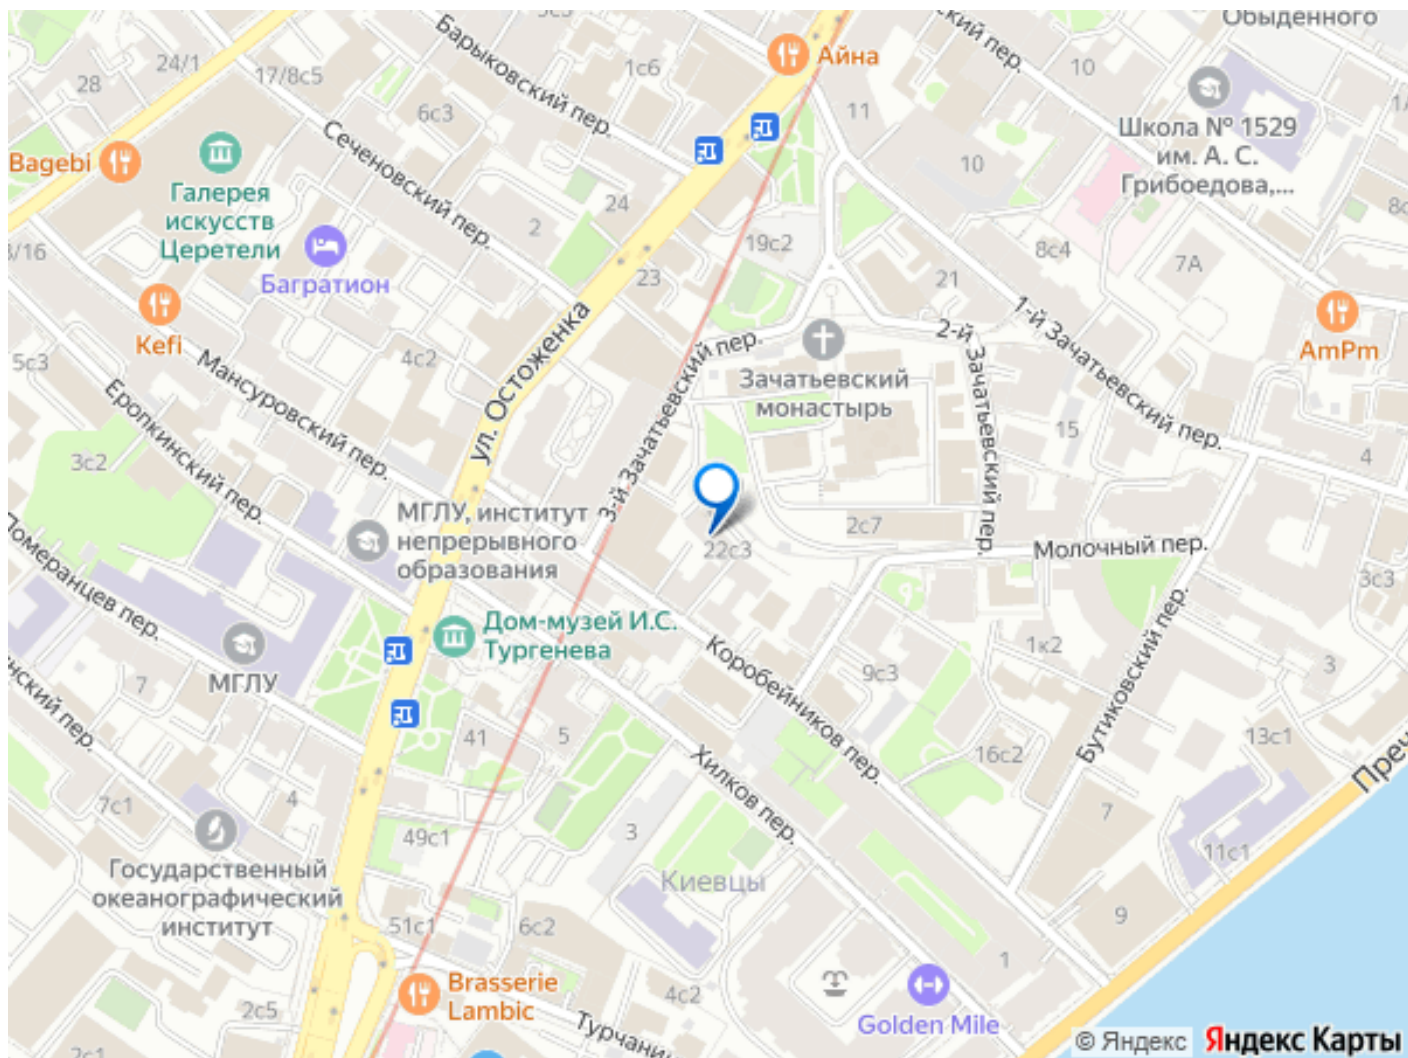 Обыденного
24/1
28
17/8с5
Барыковский пер.
1с6
Айна
10
11
6с3
Школа № 1529
им. А. С.
Грибоедова,...
Bagebi
Галерея
искусств
Церетели
Сеченовский пер.
24
2
10
19с2
8с4
7А
Багратион
23
21
Kefi
ул. Остоженка
3-й Зачатьевский пер.
Зачатьевский
монастырь
2-й Зачатьевский пер.
1-й Зачатьевский пер.
AmPm
5с3
4с2
Мансуровский пер.
Еропкинский пер.
15
4
3с2
МГЛУ, институт
непрерывного
образования
2с7
22с3
Молочный пер.
3с3
Померанцев пер.
Дом-музей И.С.
Тургенева
МГЛУ
7
Коробейников пер.
9с3
1к2
3
Бутиковский пер.
41
5
16с2
13с1
Хилков пер.
7с1
4
49с1
3
7
11с1
Государственный
океанографический
институт
Киевцы
51с1
6с2
9
1
Brasserie
Lambic
4с2
2с5
Golden Mile
© Яндекс
Яндекс Карты